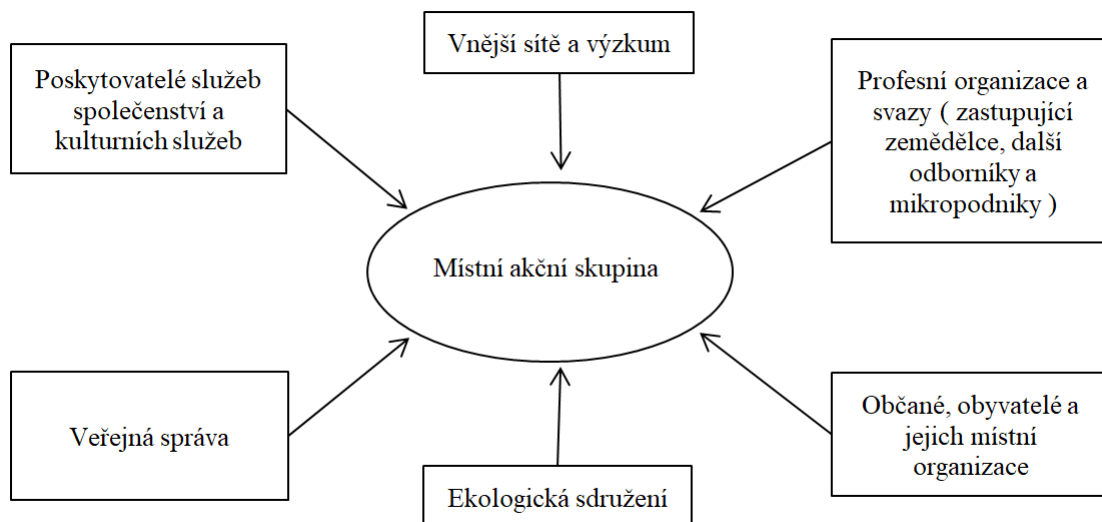 Vnější sítě a výzkum
Poskytovatelé služeb
společenství a
kulturních služeb
Profesní organizace a
svazy ( zastupující
zemědělce, další
odborníky a
mikropodniky )
Místní akční skupina
Veřejná správa
Ekologická sdružení
Občané, obyvatelé a
jejich místní
organizace